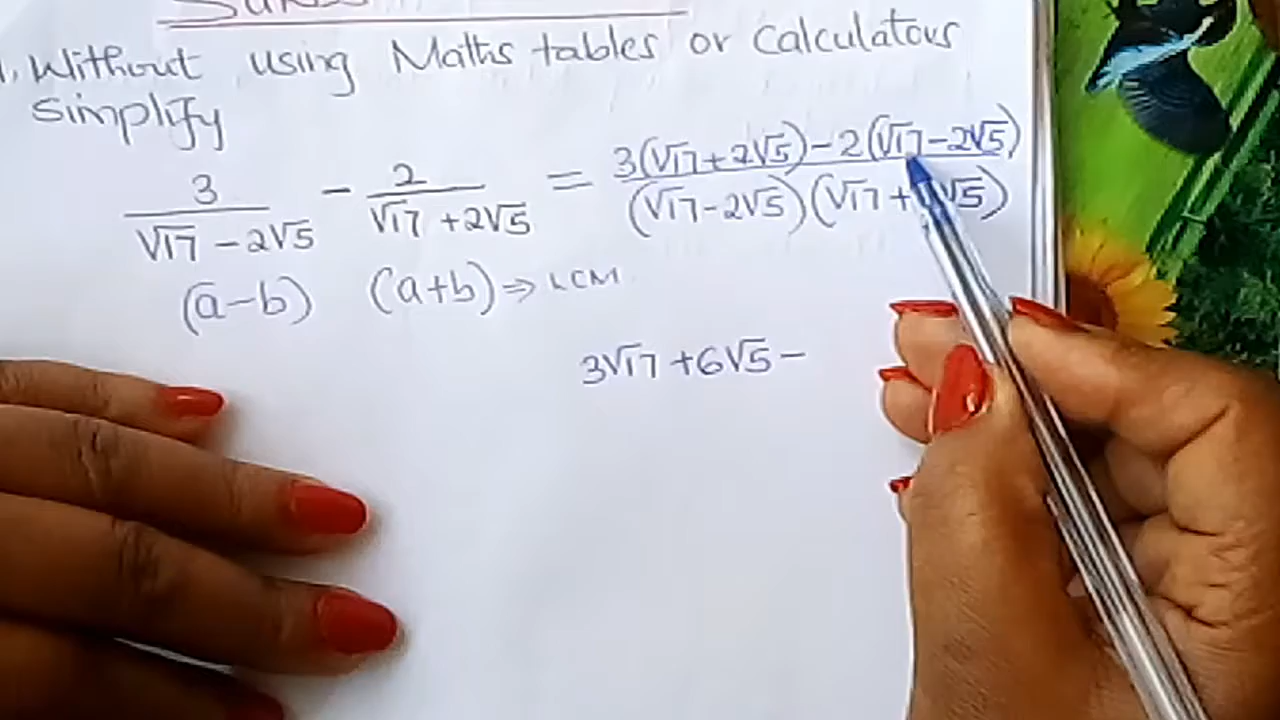 1. Without using Maths tables or Calculators
Simplify
3/(√17 - 2√5) - 2/(√17 + 2√5) = (3(√17 + 2√5) - 2(√17 - 2√5))/((√17 - 2√5)(√17 + √5))
(a-b) (a+b) ⇒ LCM
3√17 + 6√5 -